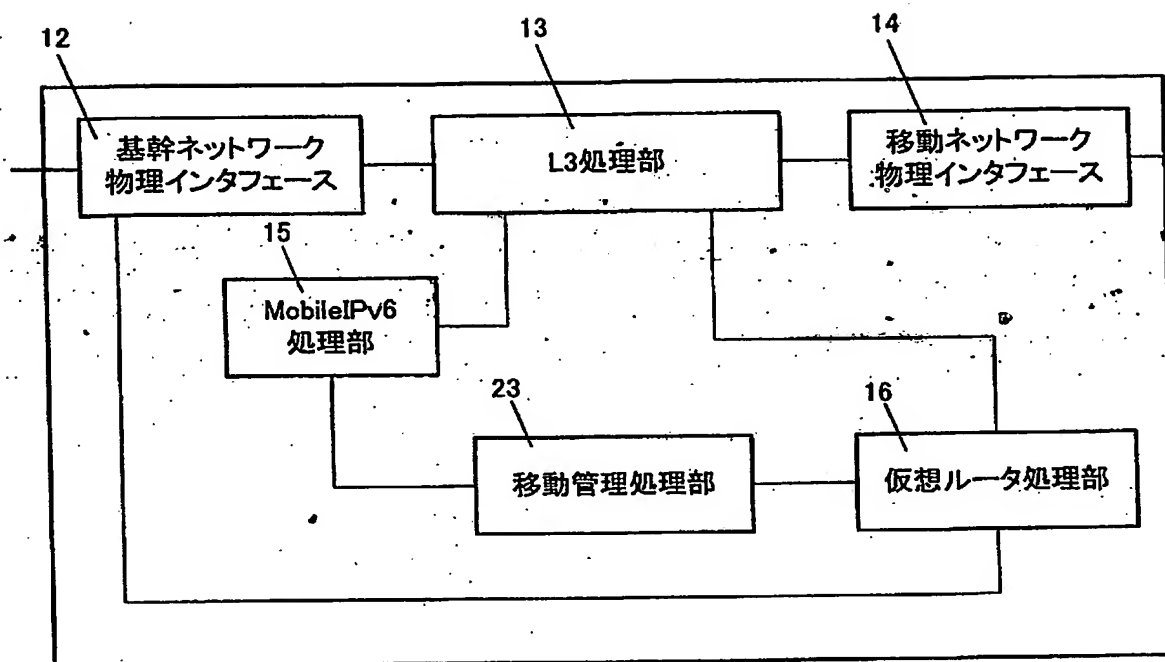 12
13
14
基幹ネットワーク
物理インタフェース
L3処理部
移動ネットワーク
物理インタフェース
15
MobileIPv6
処理部
23
16
移動管理処理部
仮想ルータ処理部